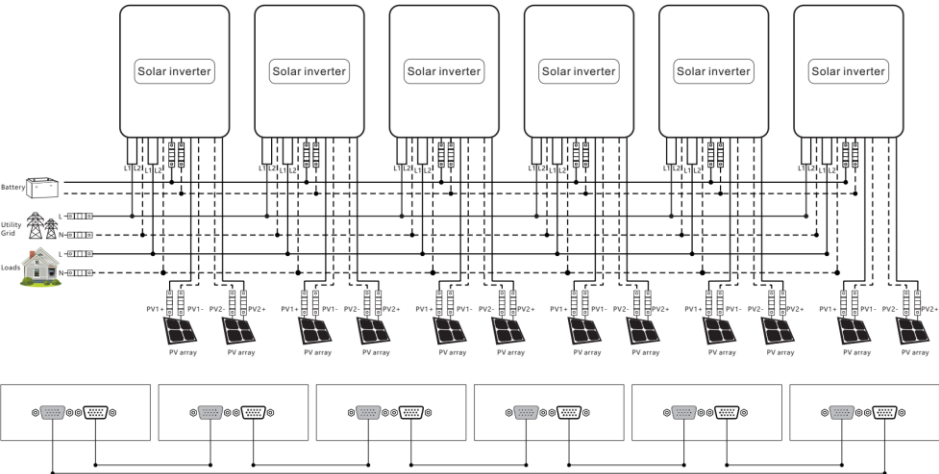 Solar inverter Solar inverter Solar inverter Solar inverter Solar inverter Solar inverter
L1 L2 L1 L2 L1 L2 L1 L2 L1 L2 L1 L2 L1 L2 L1 L2 L1 L2 L1 L2 L1 L2 L1 L2
Battery
Utility
Grid
L
N
Loads
L
N
PV1+ PV1- PV2- PV2+ PV1+ PV1- PV2- PV2+ PV1+ PV1- PV2- PV2+ PV1+ PV1- PV2- PV2+ PV1+ PV1- PV2- PV2+ PV1+ PV1- PV2- PV2+
PV array PV array PV array PV array PV array PV array PV array PV array PV array PV array PV array PV array